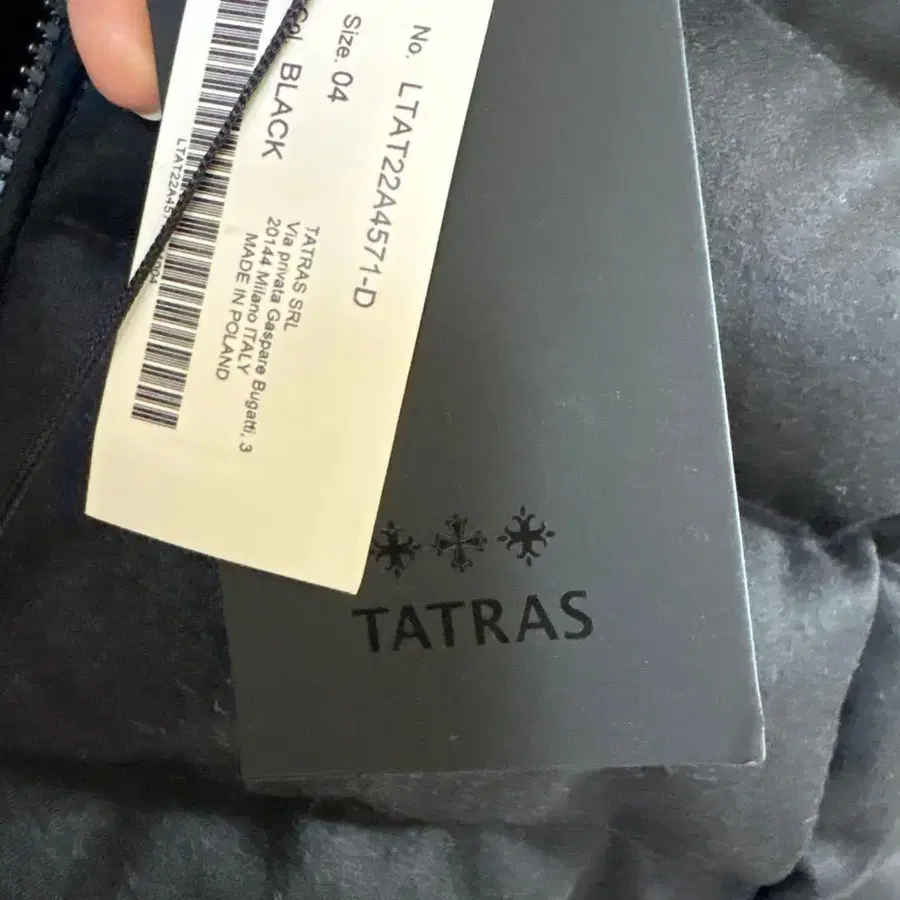 No. LTAT22A4571-D
Size. 04
Col. BLACK
TATRAS SRL
Via privata Gaspare Bugatti, 3
20144 Milano ITALY
MADE IN POLAND
TATRAS